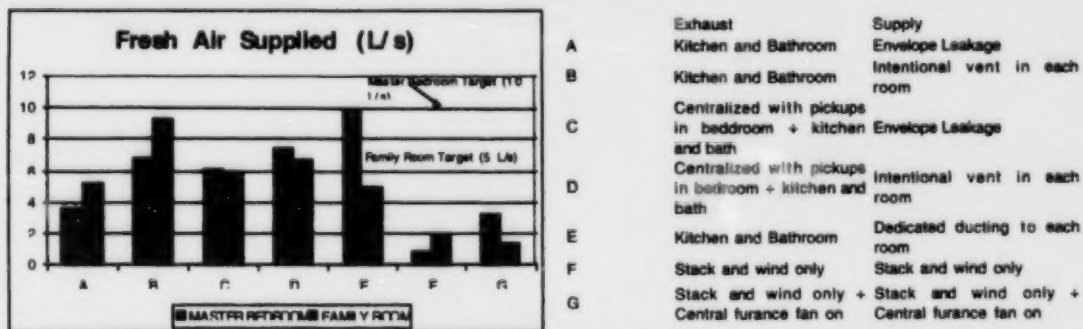 Fresh Air Supplied (L/s)
12
10
8
6
4
2
0
Master Bedroom Target (10
L/s)
Family Room Target (5 L/s)
A B C D E F G
MASTER BEDROOM FAMILY ROOM
Exhaust Supply
A Kitchen and Bathroom Envelope Leakage
B Kitchen and Bathroom Intentional vent in each
room
C Centralized with pickups
in beddroom + kitchen Envelope Leakage
and bath
D Centralized with pickups
in bedroom + kitchen and Intentional vent in each
bath room
E Kitchen and Bathroom Dedicated ducting to each
room
F Stack and wind only Stack and wind only
G Stack and wind only + Stack and wind only +
Central furance fan on Central furance fan on